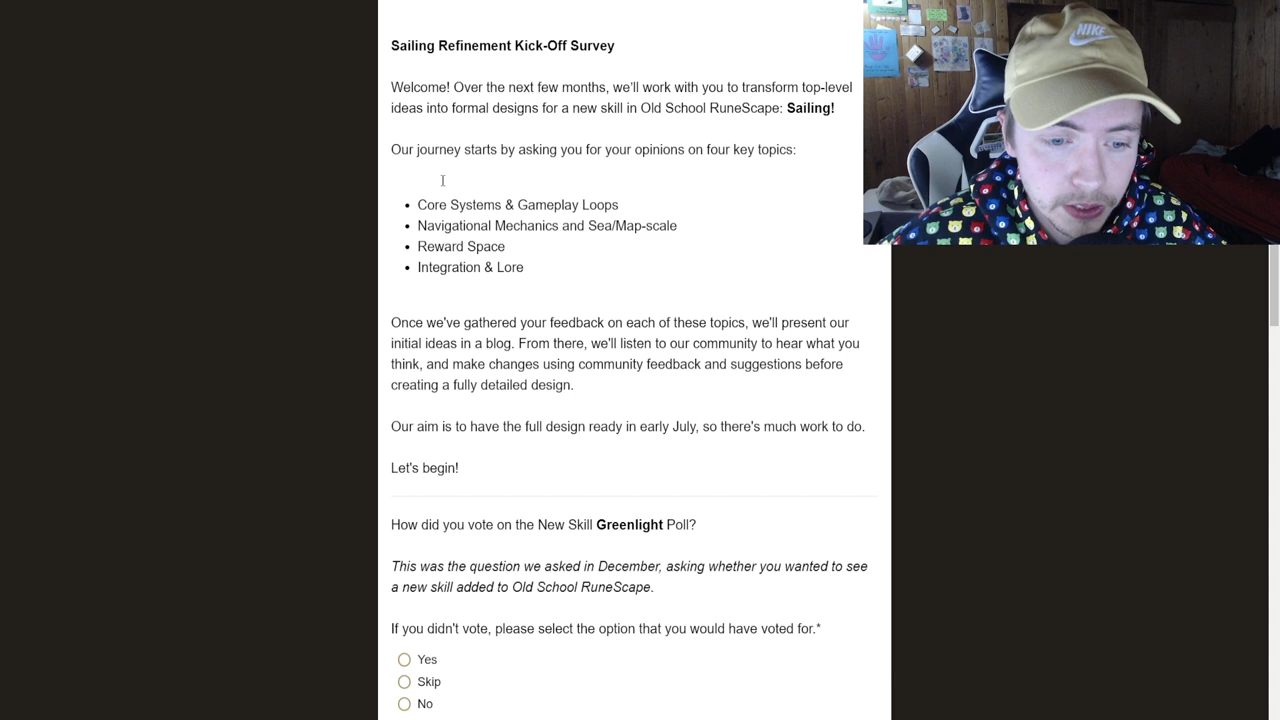 Sailing Refinement Kick-Off Survey
Welcome! Over the next few months, we'll work with you to transform top-level
ideas into formal designs for a new skill in Old School RuneScape: Sailing!
Our journey starts by asking you for your opinions on four key topics:
• Core Systems & Gameplay Loops
• Navigational Mechanics and Sea/Map-scale
• Reward Space
• Integration & Lore
Once we've gathered your feedback on each of these topics, we'll present our
initial ideas in a blog. From there, we'll listen to our community to hear what you
think, and make changes using community feedback and suggestions before
creating a fully detailed design.
Our aim is to have the full design ready in early July, so there's much work to do.
Let's begin!
How did you vote on the New Skill Greenlight Poll?
This was the question we asked in December, asking whether you wanted to see
a new skill added to Old School RuneScape.
If you didn't vote, please select the option that you would have voted for.*
Yes
Skip
No
NIKE